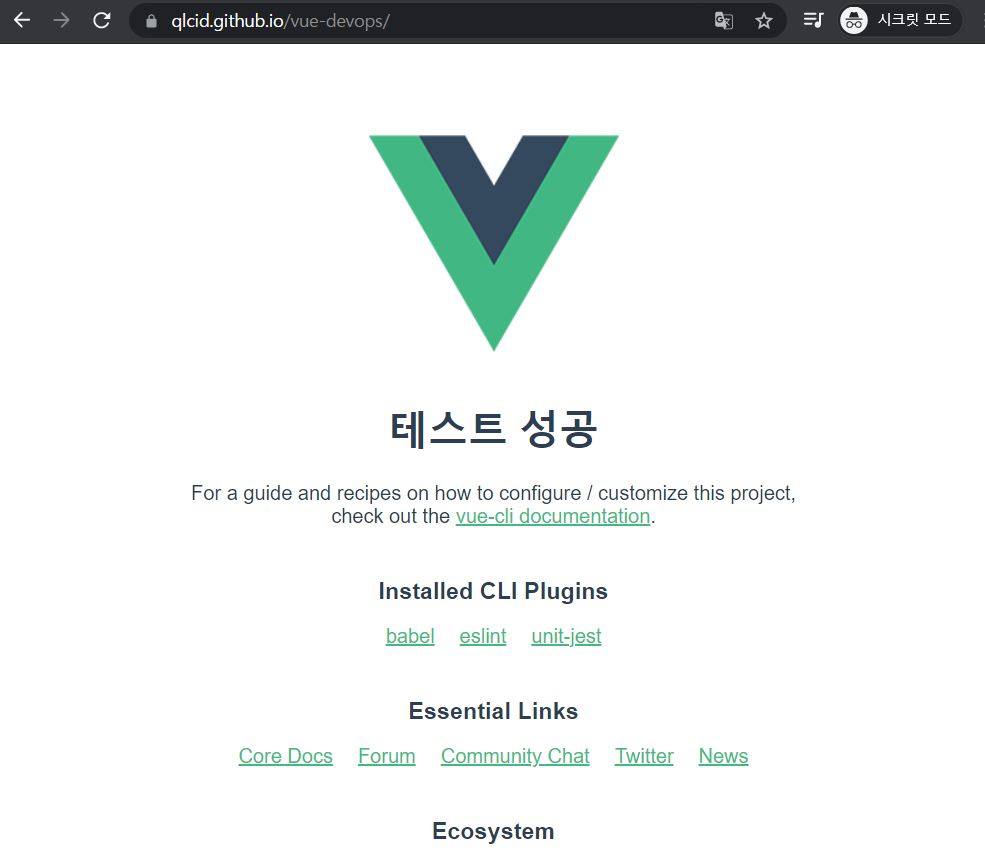 qlcid.github.io/vue-devops/
시크릿 모드
테스트 성공
For a guide and recipes on how to configure / customize this project,
check out the vue-cli documentation.
Installed CLI Plugins
babel eslint unit-jest
Essential Links
Core Docs Forum Community Chat Twitter News
Ecosystem